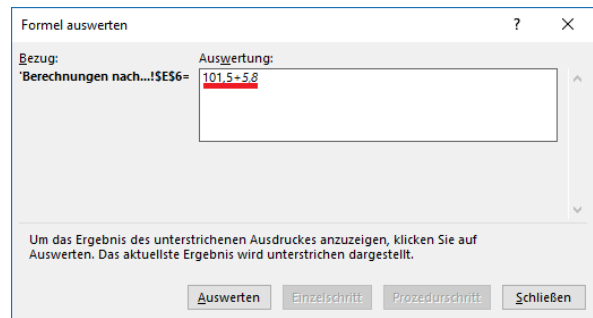 Formel auswerten ?
Bezug:
Auswertung:
'Berechnungen nach...!$E$6=
101,5+5,8
Um das Ergebnis des unterstrichenen Ausdruckes anzuzeigen, klicken Sie auf
Auswerten. Das aktuellste Ergebnis wird unterstrichen dargestellt.
Auswerten Einzelschritt Prozedurschritt Schließen